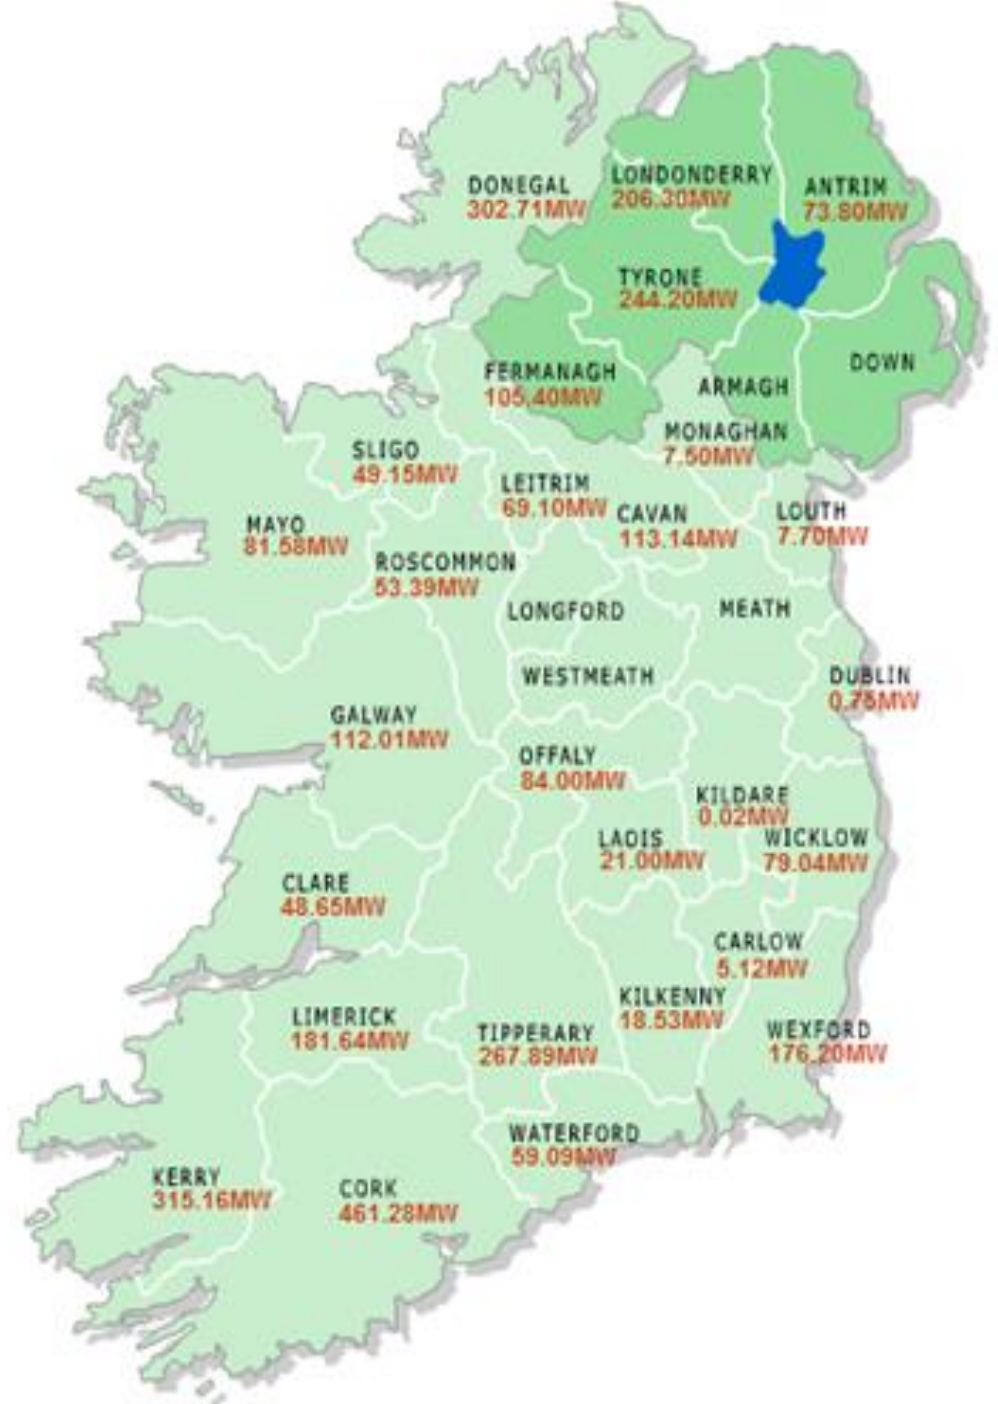 DONEGAL
302.71MW
LONDONDERRY
206.30MW
ANTRIM
73.80MW
TYRONE
244.20MW
FERMANAGH
105.40MW
ARMAGH
DOWN
MONAGHAN
7.50MW
SLIGO
49.15MW
LEITRIM
69.10MW
CAVAN
113.14MW
LOUTH
7.70MW
MAYO
81.58MW
ROSCOMMON
53.39MW
LONGFORD
MEATH
WESTMEATH
DUBLIN
0.75MW
GALWAY
112.01MW
OFFALY
84.00MW
KILDARE
0.02MW
LAOIS
21.00MW
WICKLOW
79.04MW
CLARE
48.65MW
CARLOW
5.12MW
KILKENNY
18.53MW
LIMERICK
181.64MW
TIPPERARY
267.89MW
WEXFORD
176.20MW
WATERFORD
59.09MW
KERRY
315.16MW
CORK
461.28MW